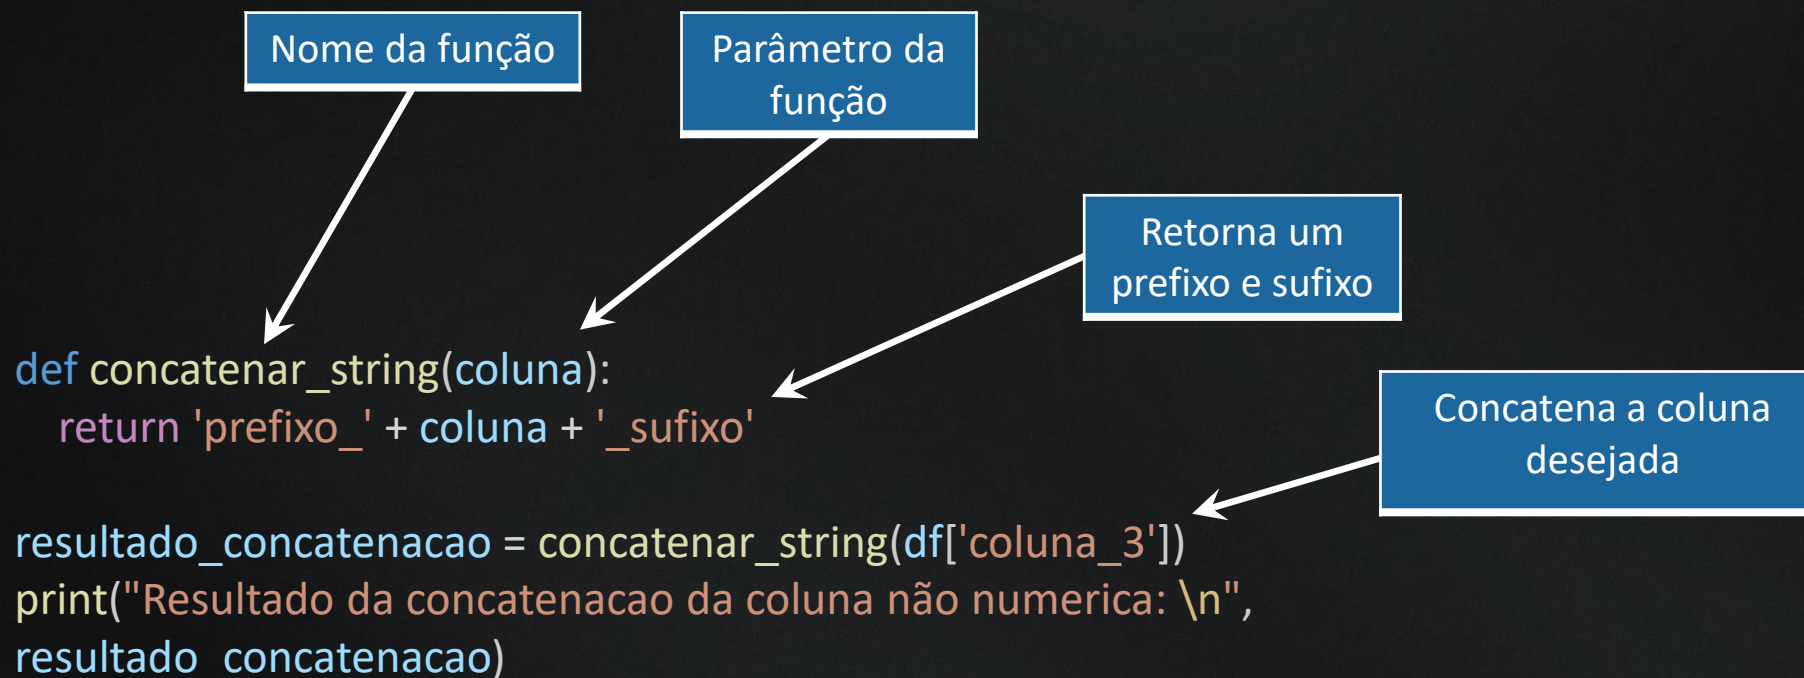 Nome da função
Parâmetro da
função
Retorna um
prefixo e sufixo
def concatenar_string(coluna):
return 'prefixo_' + coluna + '_sufixo'
Concatena a coluna
desejada
resultado_concatenacao = concatenar_string(df['coluna_3'])
print("Resultado da concatenacao da coluna não numerica: \n",
resultado_concatenacao)